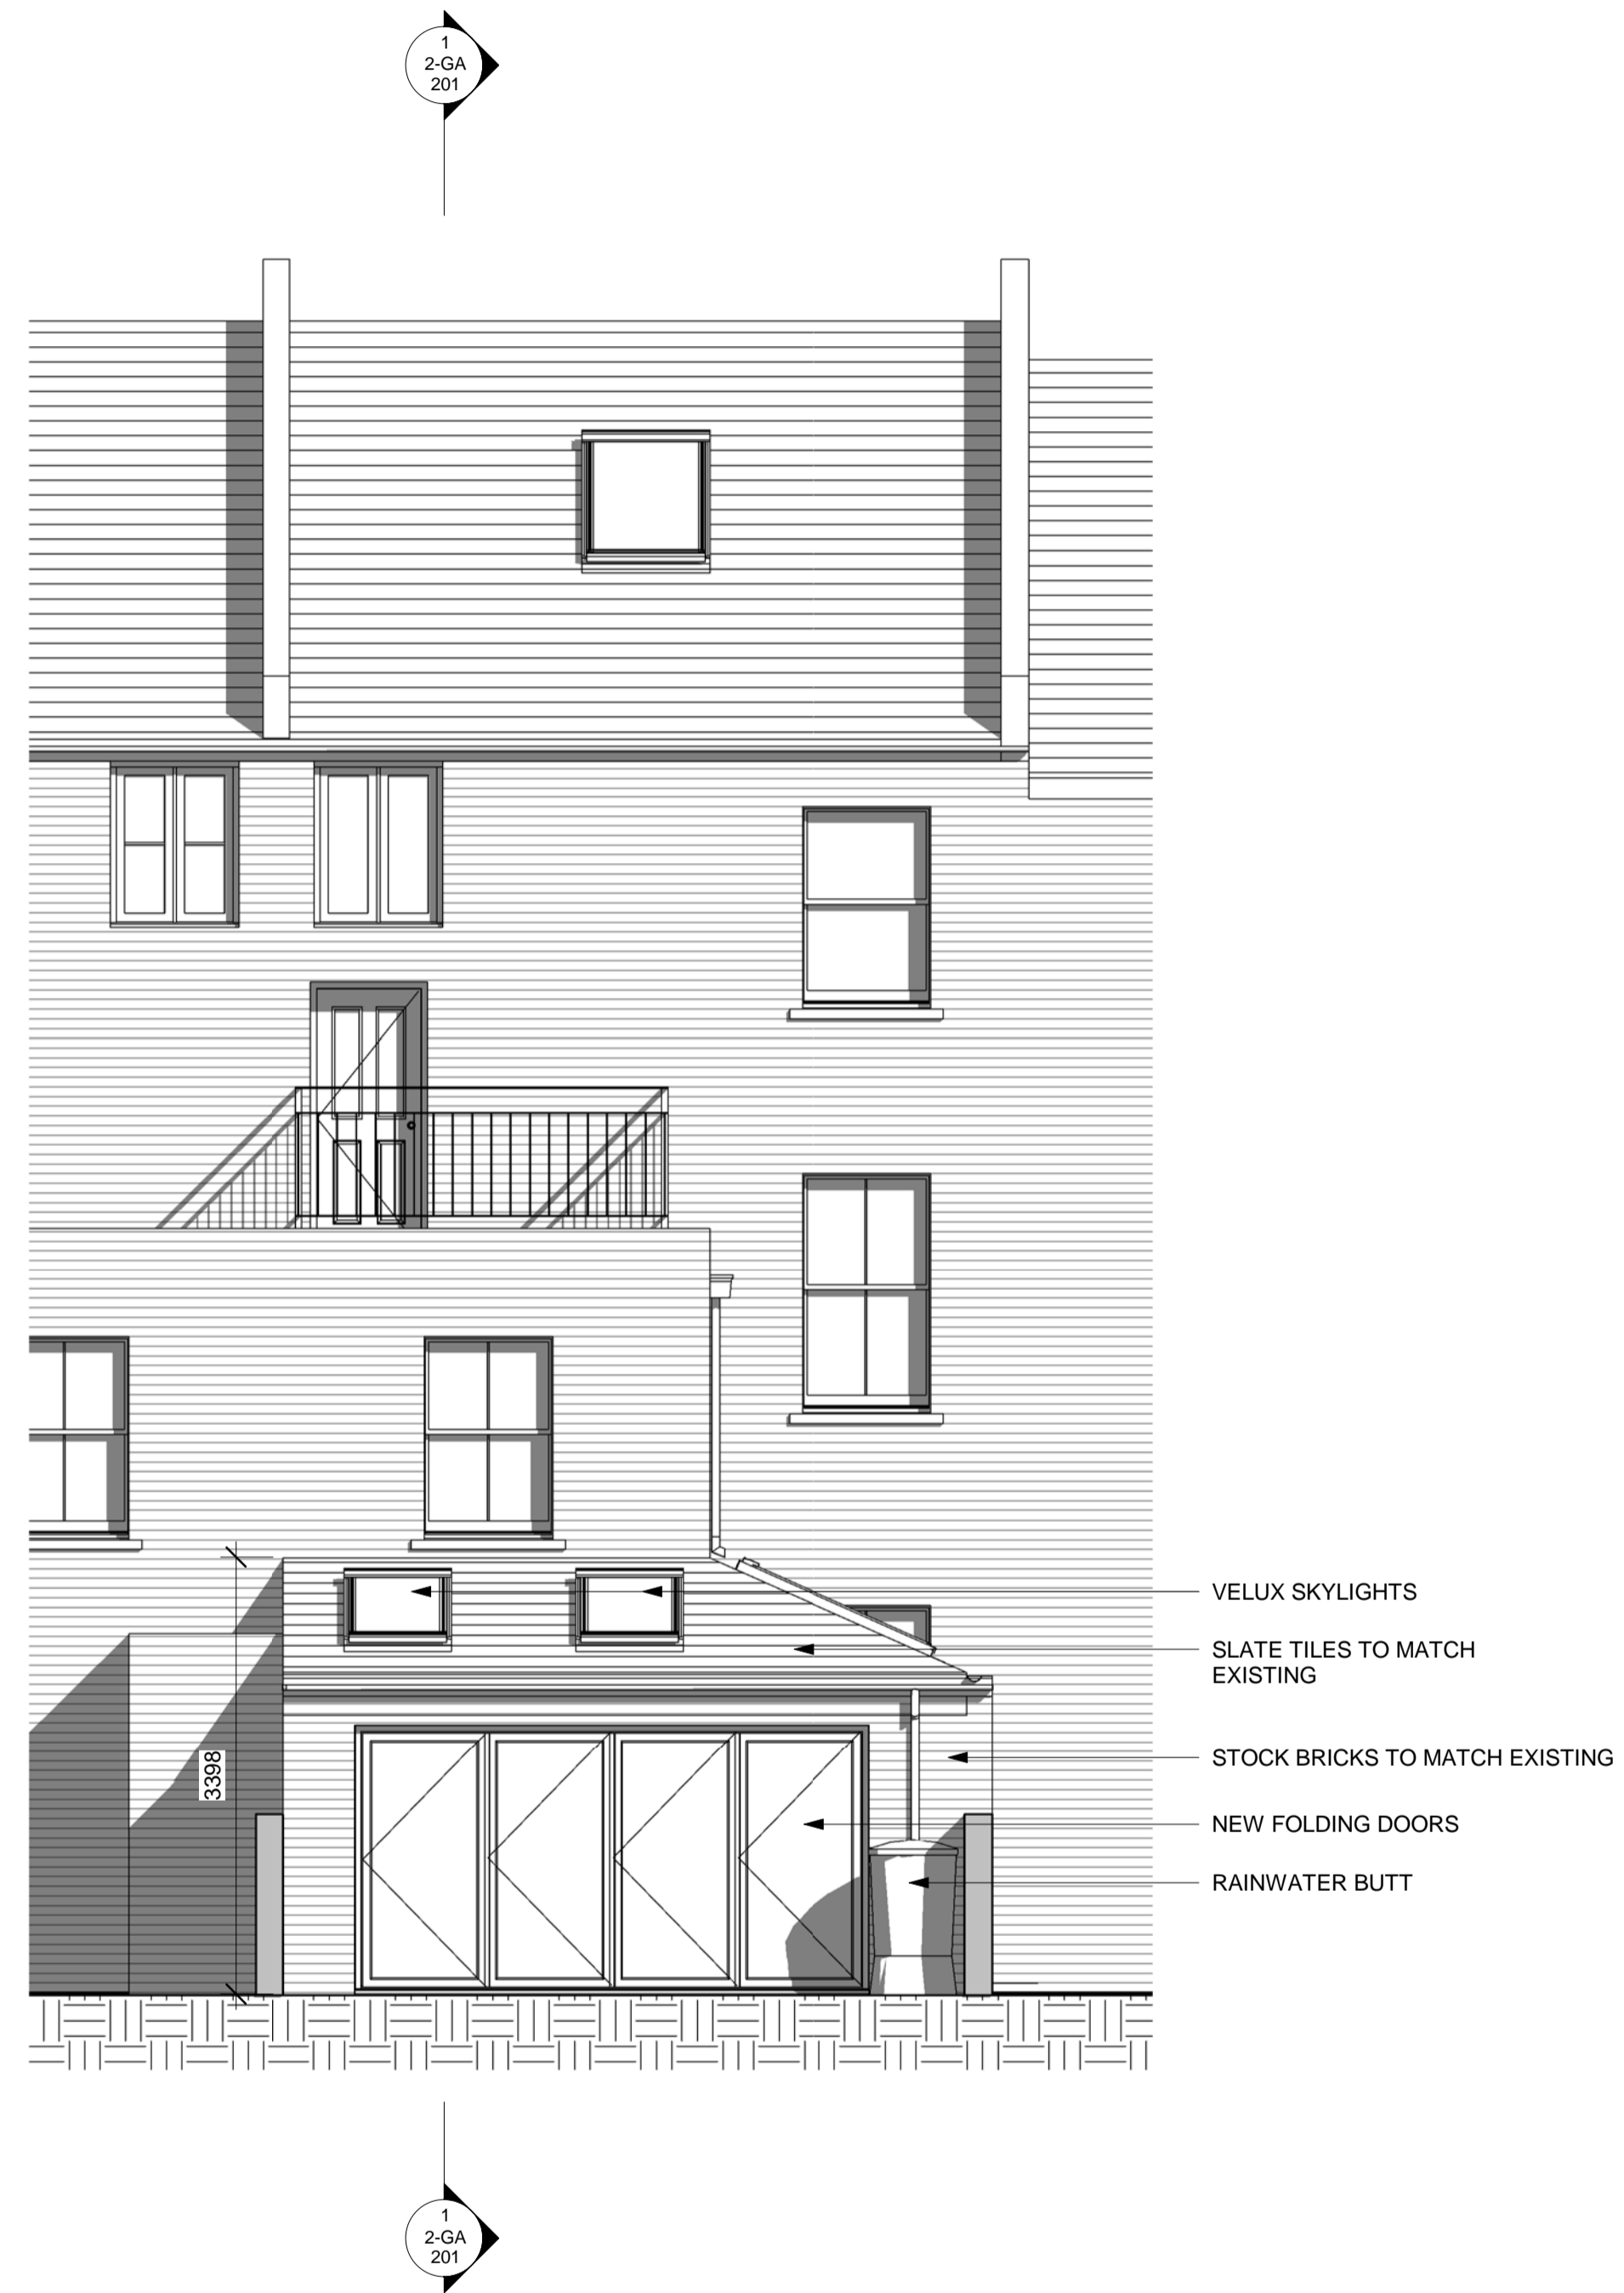 1
2-GA
201
VELUX SKYLIGHTS
SLATE TILES TO MATCH
EXISTING
3398
STOCK BRICKS TO MATCH EXISTING
NEW FOLDING DOORS
RAINWATER BUTT
1
2-GA
201